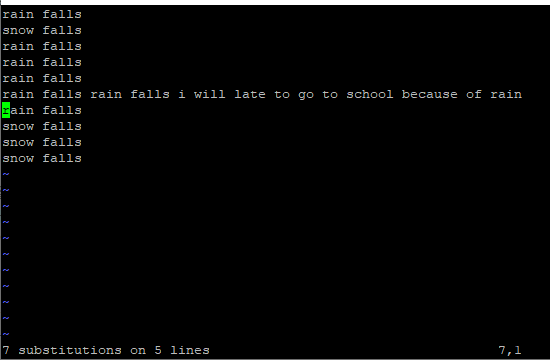 rain falls
snow falls
rain falls
rain falls
rain falls
rain falls rain falls i will late to go to school because of rain
rain falls
snow falls
snow falls
snow falls
~
~
~
~
~
~
~
~
~
~
~
7 substitutions on 5 lines 7,1